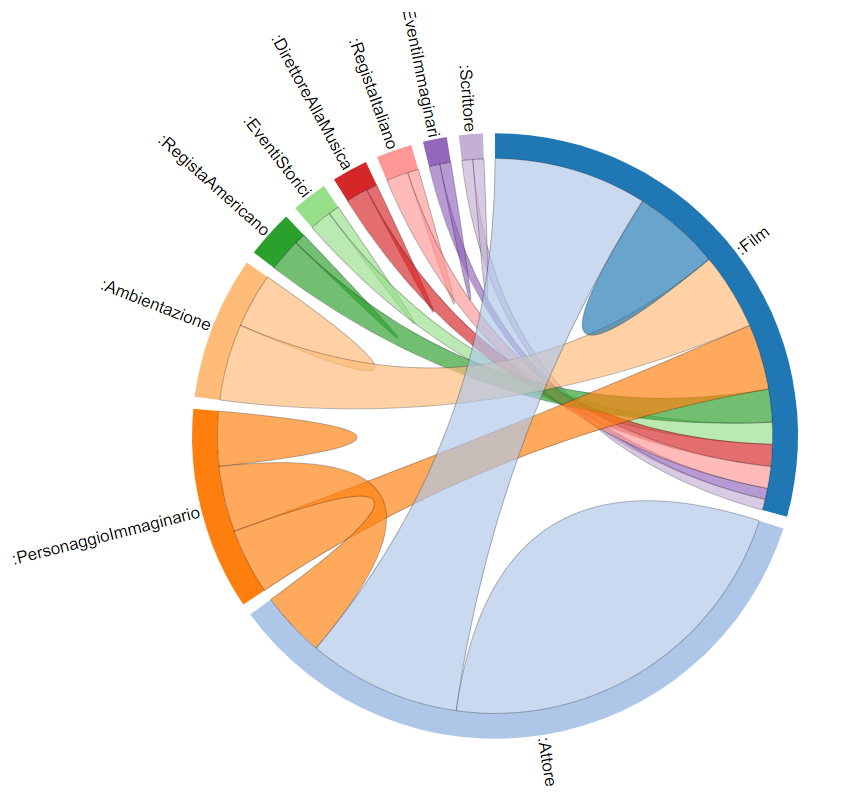 :Scrittore
EventiImmaginari
:RegistaItaliano
:DirettoreAllaMusica
:EventiStorici
:RegistaAmericano
:Ambientazione
:PersonaggioImmaginario
:Film
:Attore